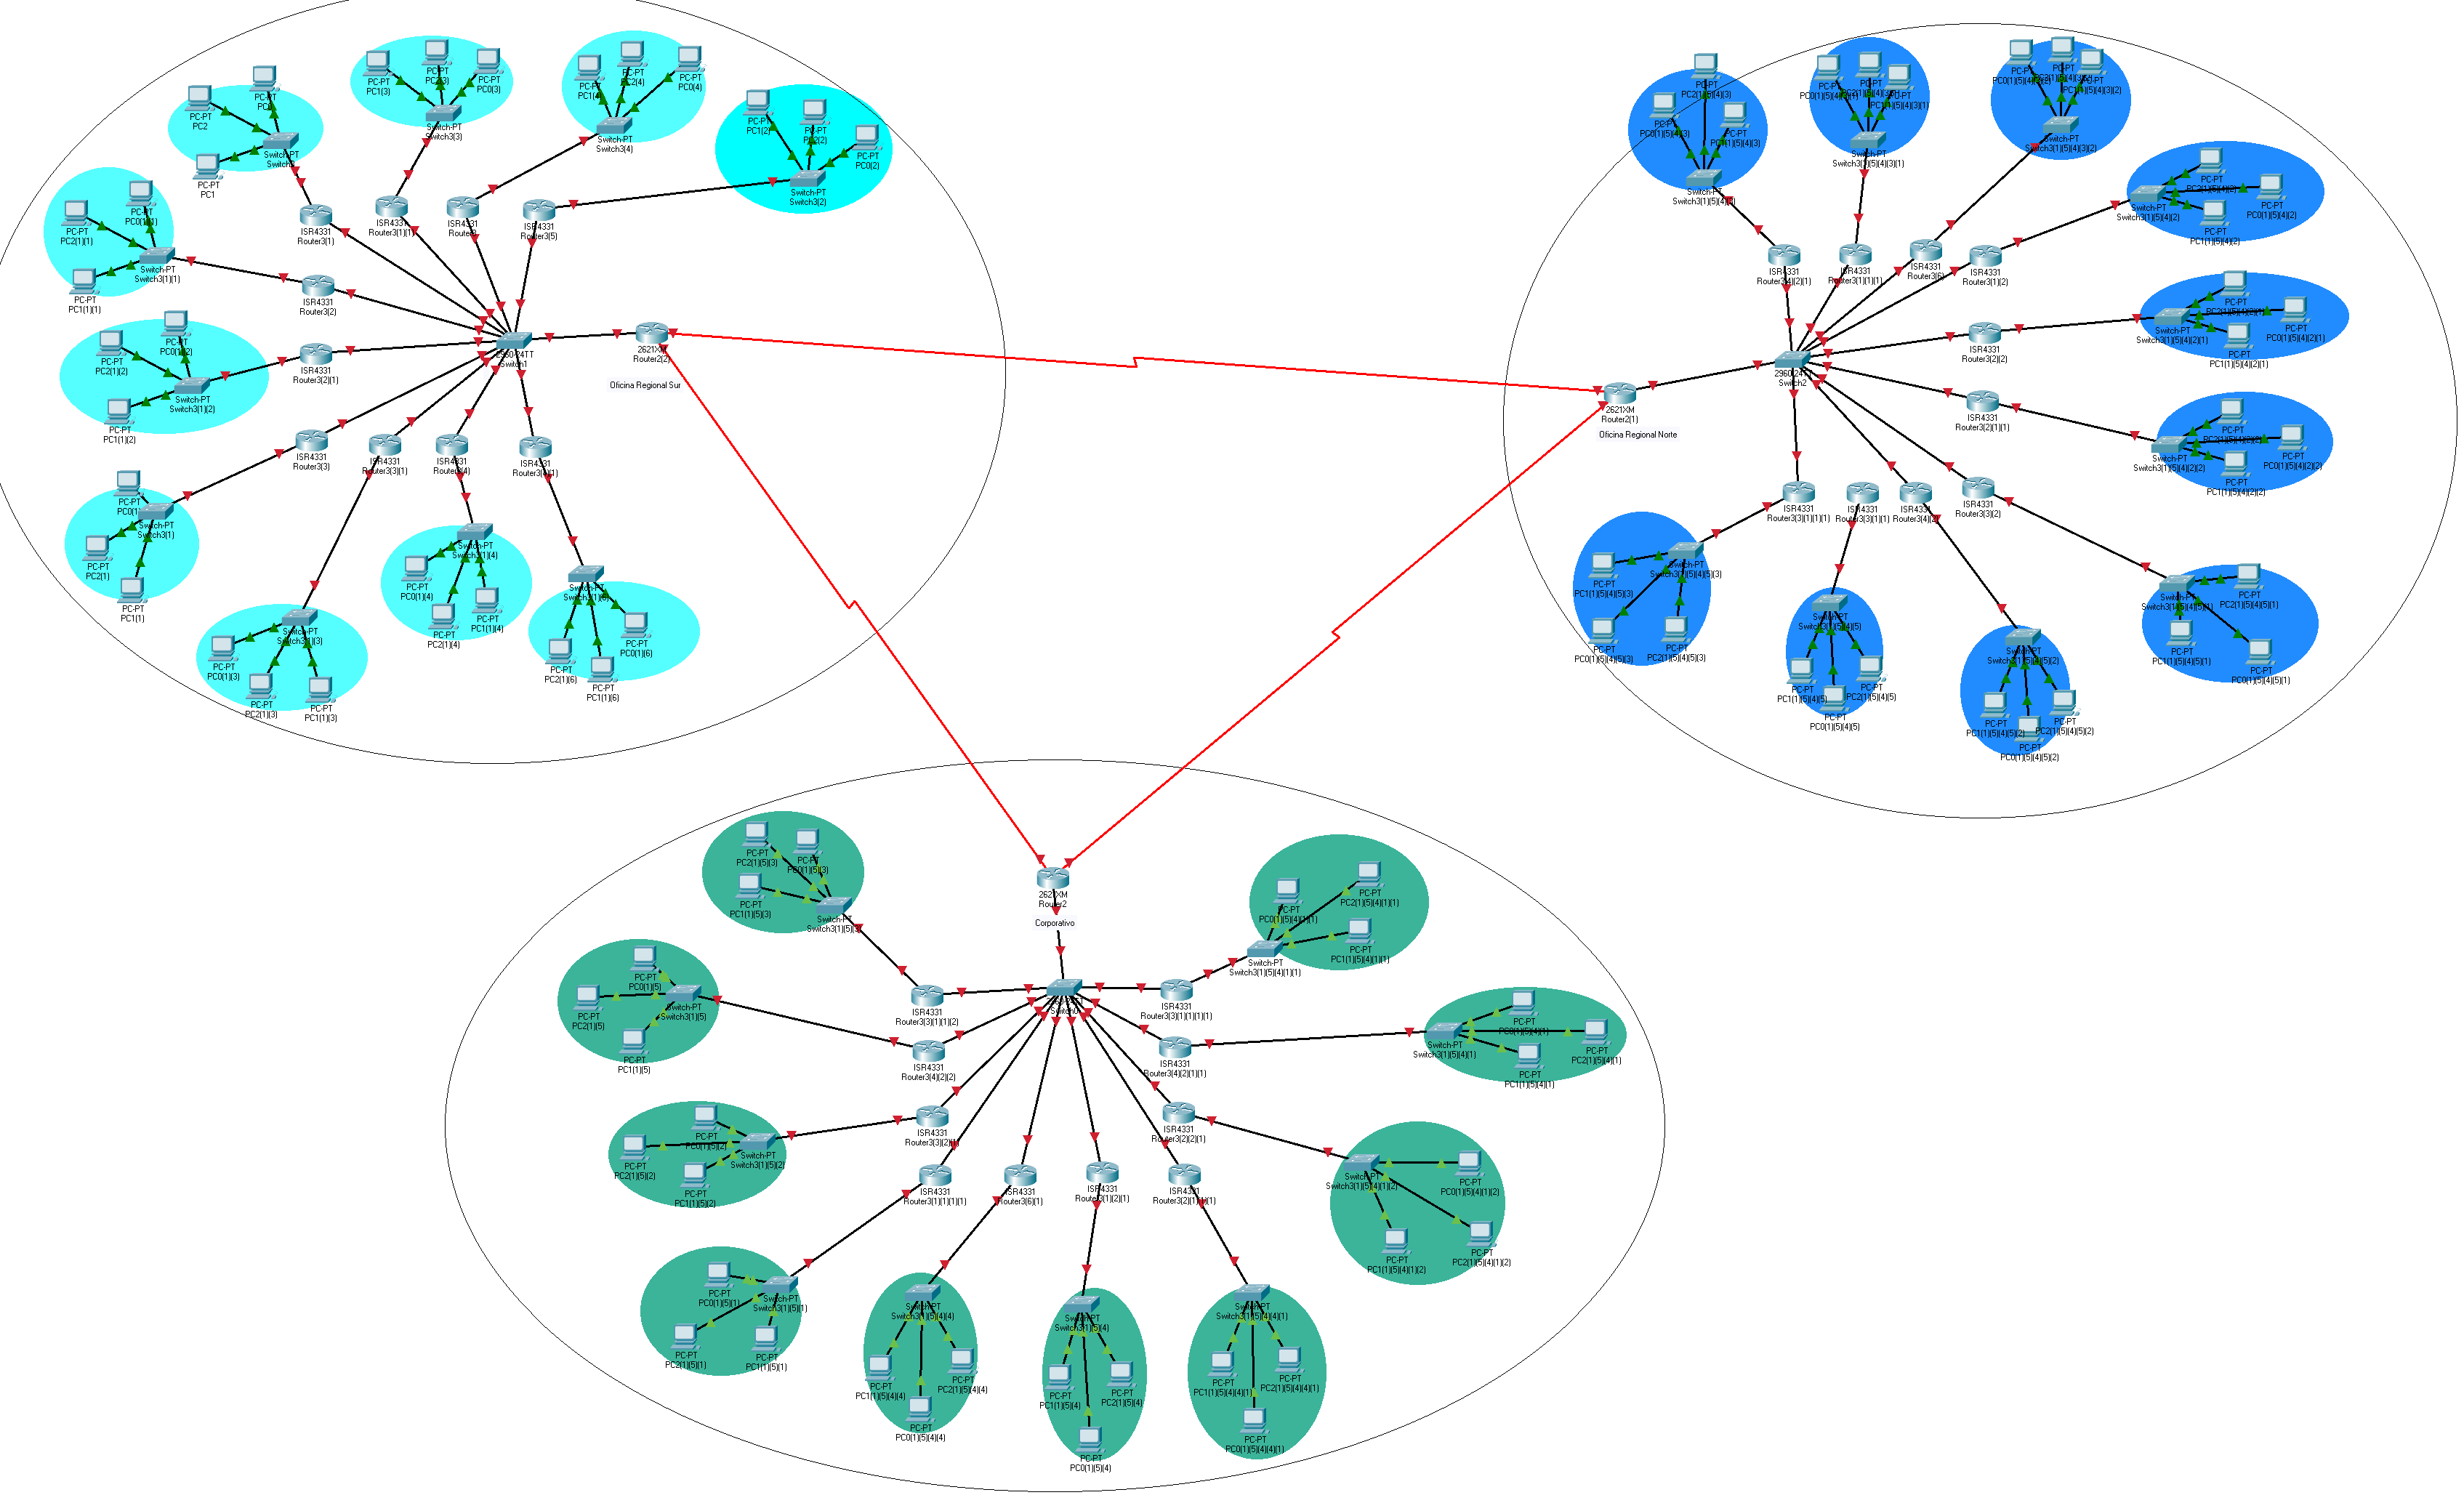 PC-PT
PC2
PC-PT
PC-PT
PC1
Switch-PT
PC-PT
PC1(3)
PC-PT
PC2(3)
PC-PT
PC0(3)
Switch-PT
Switch3(3)
PC-PT
PC1(4)
PC-PT
PC2(4)
PC-PT
PC0(4)
Switch-PT
Switch3(4)
PC-PT
PC1(2)
PC-PT
PC2(2)
PC-PT
PC0(2)
Switch-PT
Switch3(2)
PC-PT
PC0(1)(1)
PC-PT
PC2(1)(1)
PC-PT
PC1(1)(1)
Switch-PT
Switch3(1)(1)
ISR4331
Router3(1)
ISR4331
Router3(1)(1)
ISR4331
ISR4331
Router3(5)
ISR4331
Router3(2)
PC-PT
PC0(1)(2)
PC-PT
PC2(1)(2)
PC-PT
PC1(1)(2)
Switch-PT
Switch3(1)(2)
ISR4331
Router3(2)(1)
2960-24TT
Switch1
2621XM
Router2(2)
Oficina Regional Sur
ISR4331
Router3(3)
ISR4331
Router3(3)(1)
ISR4331
Router3(4)
ISR4331
Router3(4)(1)
PC-PT
PC0(1)
PC-PT
PC2(1)
PC-PT
PC1(1)
Switch-PT
Switch3(1)
Switch-PT
Switch3(1)(3)
PC-PT
PC0(1)(3)
PC-PT
PC2(1)(3)
PC-PT
PC1(1)(3)
Switch-PT
Switch3(1)(4)
PC-PT
PC0(1)(4)
PC-PT
PC2(1)(4)
PC-PT
PC1(1)(4)
Switch-PT
Switch3(1)(6)
PC-PT
PC0(1)(6)
PC-PT
PC2(1)(6)
PC-PT
PC1(1)(6)
PC-PT
PC2(1)(5)(4)(3)
PC-PT
PC0(1)(5)(4)(3)
PC-PT
PC1(1)(5)(4)(3)
Switch-PT
PC-PT
PC-PT
PC-PT
PC1(1)(5)(4)(3)(1)
Switch-PT
Switch3(1)(5)(4)(3)(1)
PC-PT
PC-PT
PC-PT
PC1(1)(5)(4)(3)(2)
Switch-PT
Switch3(1)(5)(4)(3)(2)
PC-PT
PC2(1)(5)(4)(2)
PC-PT
PC0(1)(5)(4)(2)
PC-PT
PC1(1)(5)(4)(2)
Switch-PT
Switch3(1)(5)(4)(2)
ISR4331
Router3(4)(2)(1)
ISR4331
Router3(1)(1)(1)
ISR4331
Router3(6)
ISR4331
Router3(1)(2)
PC-PT
PC2(1)(5)(4)(2)(1)
PC-PT
PC0(1)(5)(4)(2)(1)
PC-PT
PC1(1)(5)(4)(2)(1)
Switch-PT
Switch3(1)(5)(4)(2)(1)
ISR4331
Router3(2)(2)
2960-24TT
Switch2
2621XM
Router2(1)
Oficina Regional Norte
ISR4331
Router3(2)(1)(1)
PC-PT
PC2(1)(5)(4)(2)(2)
PC-PT
PC0(1)(5)(4)(2)(2)
PC-PT
PC1(1)(5)(4)(2)(2)
Switch-PT
Switch3(1)(5)(4)(2)(2)
ISR4331
Router3(3)(1)(1)(1)
Router3(3)(1)(1)
ISR4331
ISR4331
Router3(3)(2)
Switch-PT
Switch3(1)(5)(4)(5)(3)
PC-PT
PC1(1)(5)(4)(5)(3)
PC-PT
PC0(1)(5)(4)(5)(3)
PC-PT
PC2(1)(5)(4)(5)(3)
Switch-PT
Switch3(1)(5)(4)(5)
PC-PT
PC1(1)(5)(4)(5)
PC-PT
PC2(1)(5)(4)(5)
PC-PT
PC0(1)(5)(4)(5)
Switch-PT
Switch3(1)(5)(4)(5)(2)
PC-PT
PC1(1)(5)(4)(5)(2)
PC-PT
PC2(1)(5)(4)(5)(2)
PC-PT
PC0(1)(5)(4)(5)(2)
Switch-PT
Switch3(1)(5)(4)(5)(1)
PC-PT
PC2(1)(5)(4)(5)(1)
PC-PT
PC1(1)(5)(4)(5)(1)
PC-PT
PC0(1)(5)(4)(5)(1)
PC-PT
PC2(1)(5)(3)
PC-PT
PC0(1)(5)(3)
PC-PT
PC1(1)(5)(3)
Switch-PT
Switch3(1)(5)(3)
2621XM
Router2
Corporativo
PC-PT
PC0(1)(5)(4)(1)(1)
PC-PT
PC2(1)(5)(4)(1)(1)
PC-PT
PC1(1)(5)(4)(1)(1)
Switch-PT
Switch3(1)(5)(4)(1)(1)
PC-PT
PC0(1)(5)
PC-PT
PC2(1)(5)
PC-PT
PC1(1)(5)
Switch-PT
Switch3(1)(5)
ISR4331
Router3(3)(1)(1)(2)
Switch0
ISR4331
Router3(3)(1)(1)(1)(1)
ISR4331
Router3(4)(2)(2)
ISR4331
Router3(4)(2)(1)(1)
PC-PT
PC0(1)(5)(4)(1)
PC-PT
PC2(1)(5)(4)(1)
PC-PT
PC1(1)(5)(4)(1)
Switch-PT
Switch3(1)(5)(4)(1)
PC-PT
PC0(1)(5)(2)
PC-PT
PC2(1)(5)(2)
PC-PT
PC1(1)(5)(2)
Switch-PT
Switch3(1)(5)(2)
ISR4331
Router3(3)(2)(1)
ISR4331
Router3(2)(2)(1)
ISR4331
Router3(1)(1)(1)(1)
ISR4331
Router3(6)(1)
ISR4331
Router3(1)(2)(1)
ISR4331
Router3(2)(1)(1)(1)
Switch-PT
Switch3(1)(5)(4)(1)(2)
PC-PT
PC0(1)(5)(4)(1)(2)
PC-PT
PC1(1)(5)(4)(1)(2)
PC-PT
PC2(1)(5)(4)(1)(2)
PC-PT
PC0(1)(5)(1)
PC-PT
PC2(1)(5)(1)
PC-PT
PC1(1)(5)(1)
Switch-PT
Switch3(1)(5)(1)
Switch-PT
Switch3(1)(5)(4)(4)
PC-PT
PC1(1)(5)(4)(4)
PC-PT
PC2(1)(5)(4)(4)
PC-PT
PC0(1)(5)(4)(4)
Switch-PT
Switch3(1)(5)(4)
PC-PT
PC1(1)(5)(4)
PC-PT
PC2(1)(5)(4)
PC-PT
PC0(1)(5)(4)
Switch-PT
Switch3(1)(5)(4)(4)(1)
PC-PT
PC1(1)(5)(4)(4)(1)
PC-PT
PC2(1)(5)(4)(4)(1)
PC-PT
PC0(1)(5)(4)(4)(1)